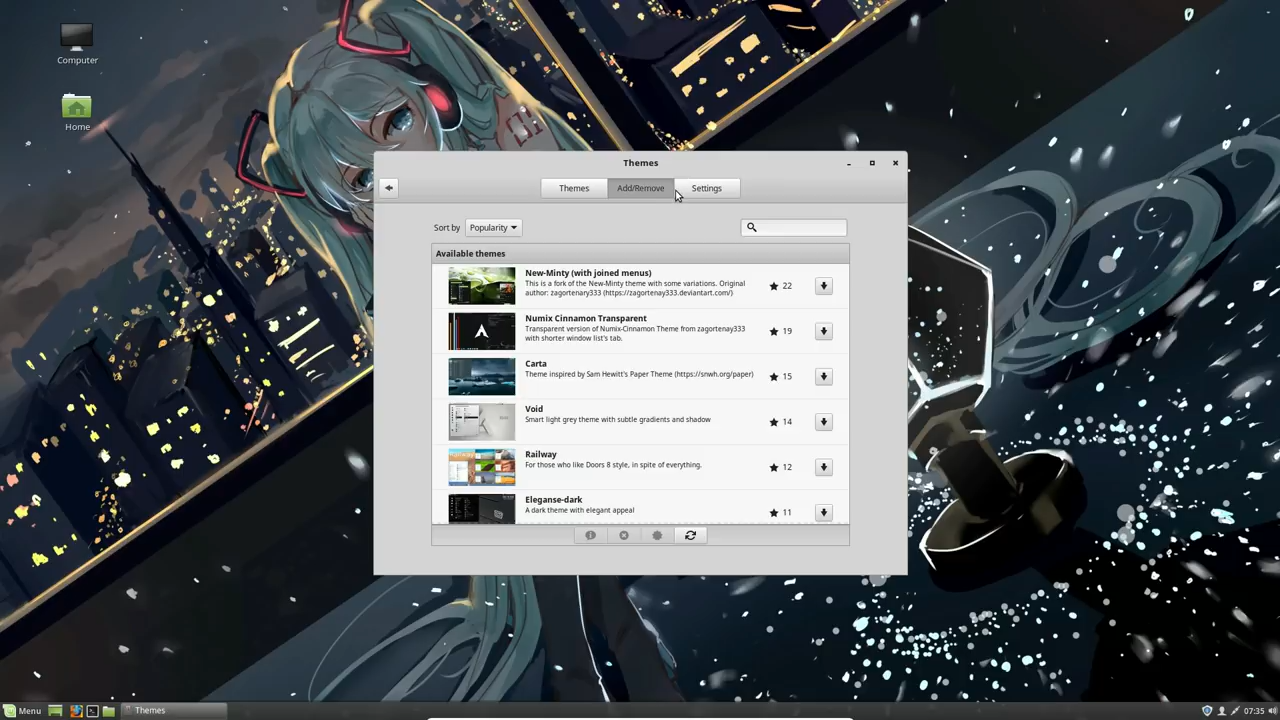 Computer
Home
01
Themes
Themes Add/Remove Settings
Sort by Popularity
Available themes
New-Minty (with joined menus)
This is a fork of the New-Minty theme with some variations. Original
author: zagortenay333 (https://zagortenay333.deviantart.com/)
22
Numix Cinnamon Transparent
Transparent version of Numix-Cinnamon Theme from zagortenay333
with shorter window list's tab.
19
Carta
Theme inspired by Sam Hewitt's Paper Theme (https://snwh.org/paper)
15
Void
Smart light grey theme with subtle gradients and shadow
14
Railway
For those who like Doors 8 style, in spite of everything.
12
Eleganse-dark
A dark theme with elegant appeal
11
Menu Themes 07:35